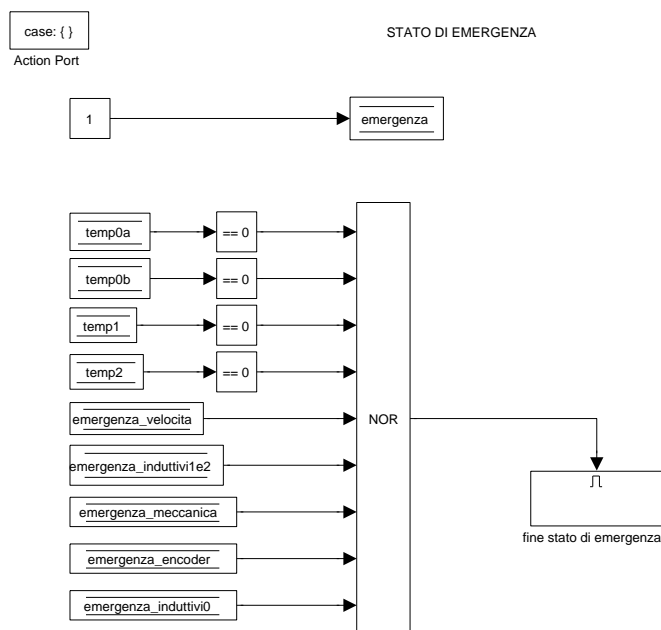 case: { }
Action Port
STATO DI EMERGENZA
1
emergenza
temp0a
== 0
temp0b
== 0
temp1
== 0
temp2
== 0
emergenza_velocita
NOR
emergenza_induttivi1e2
emergenza_meccanica
fine stato di emergenza
emergenza_encoder
emergenza_induttivi0